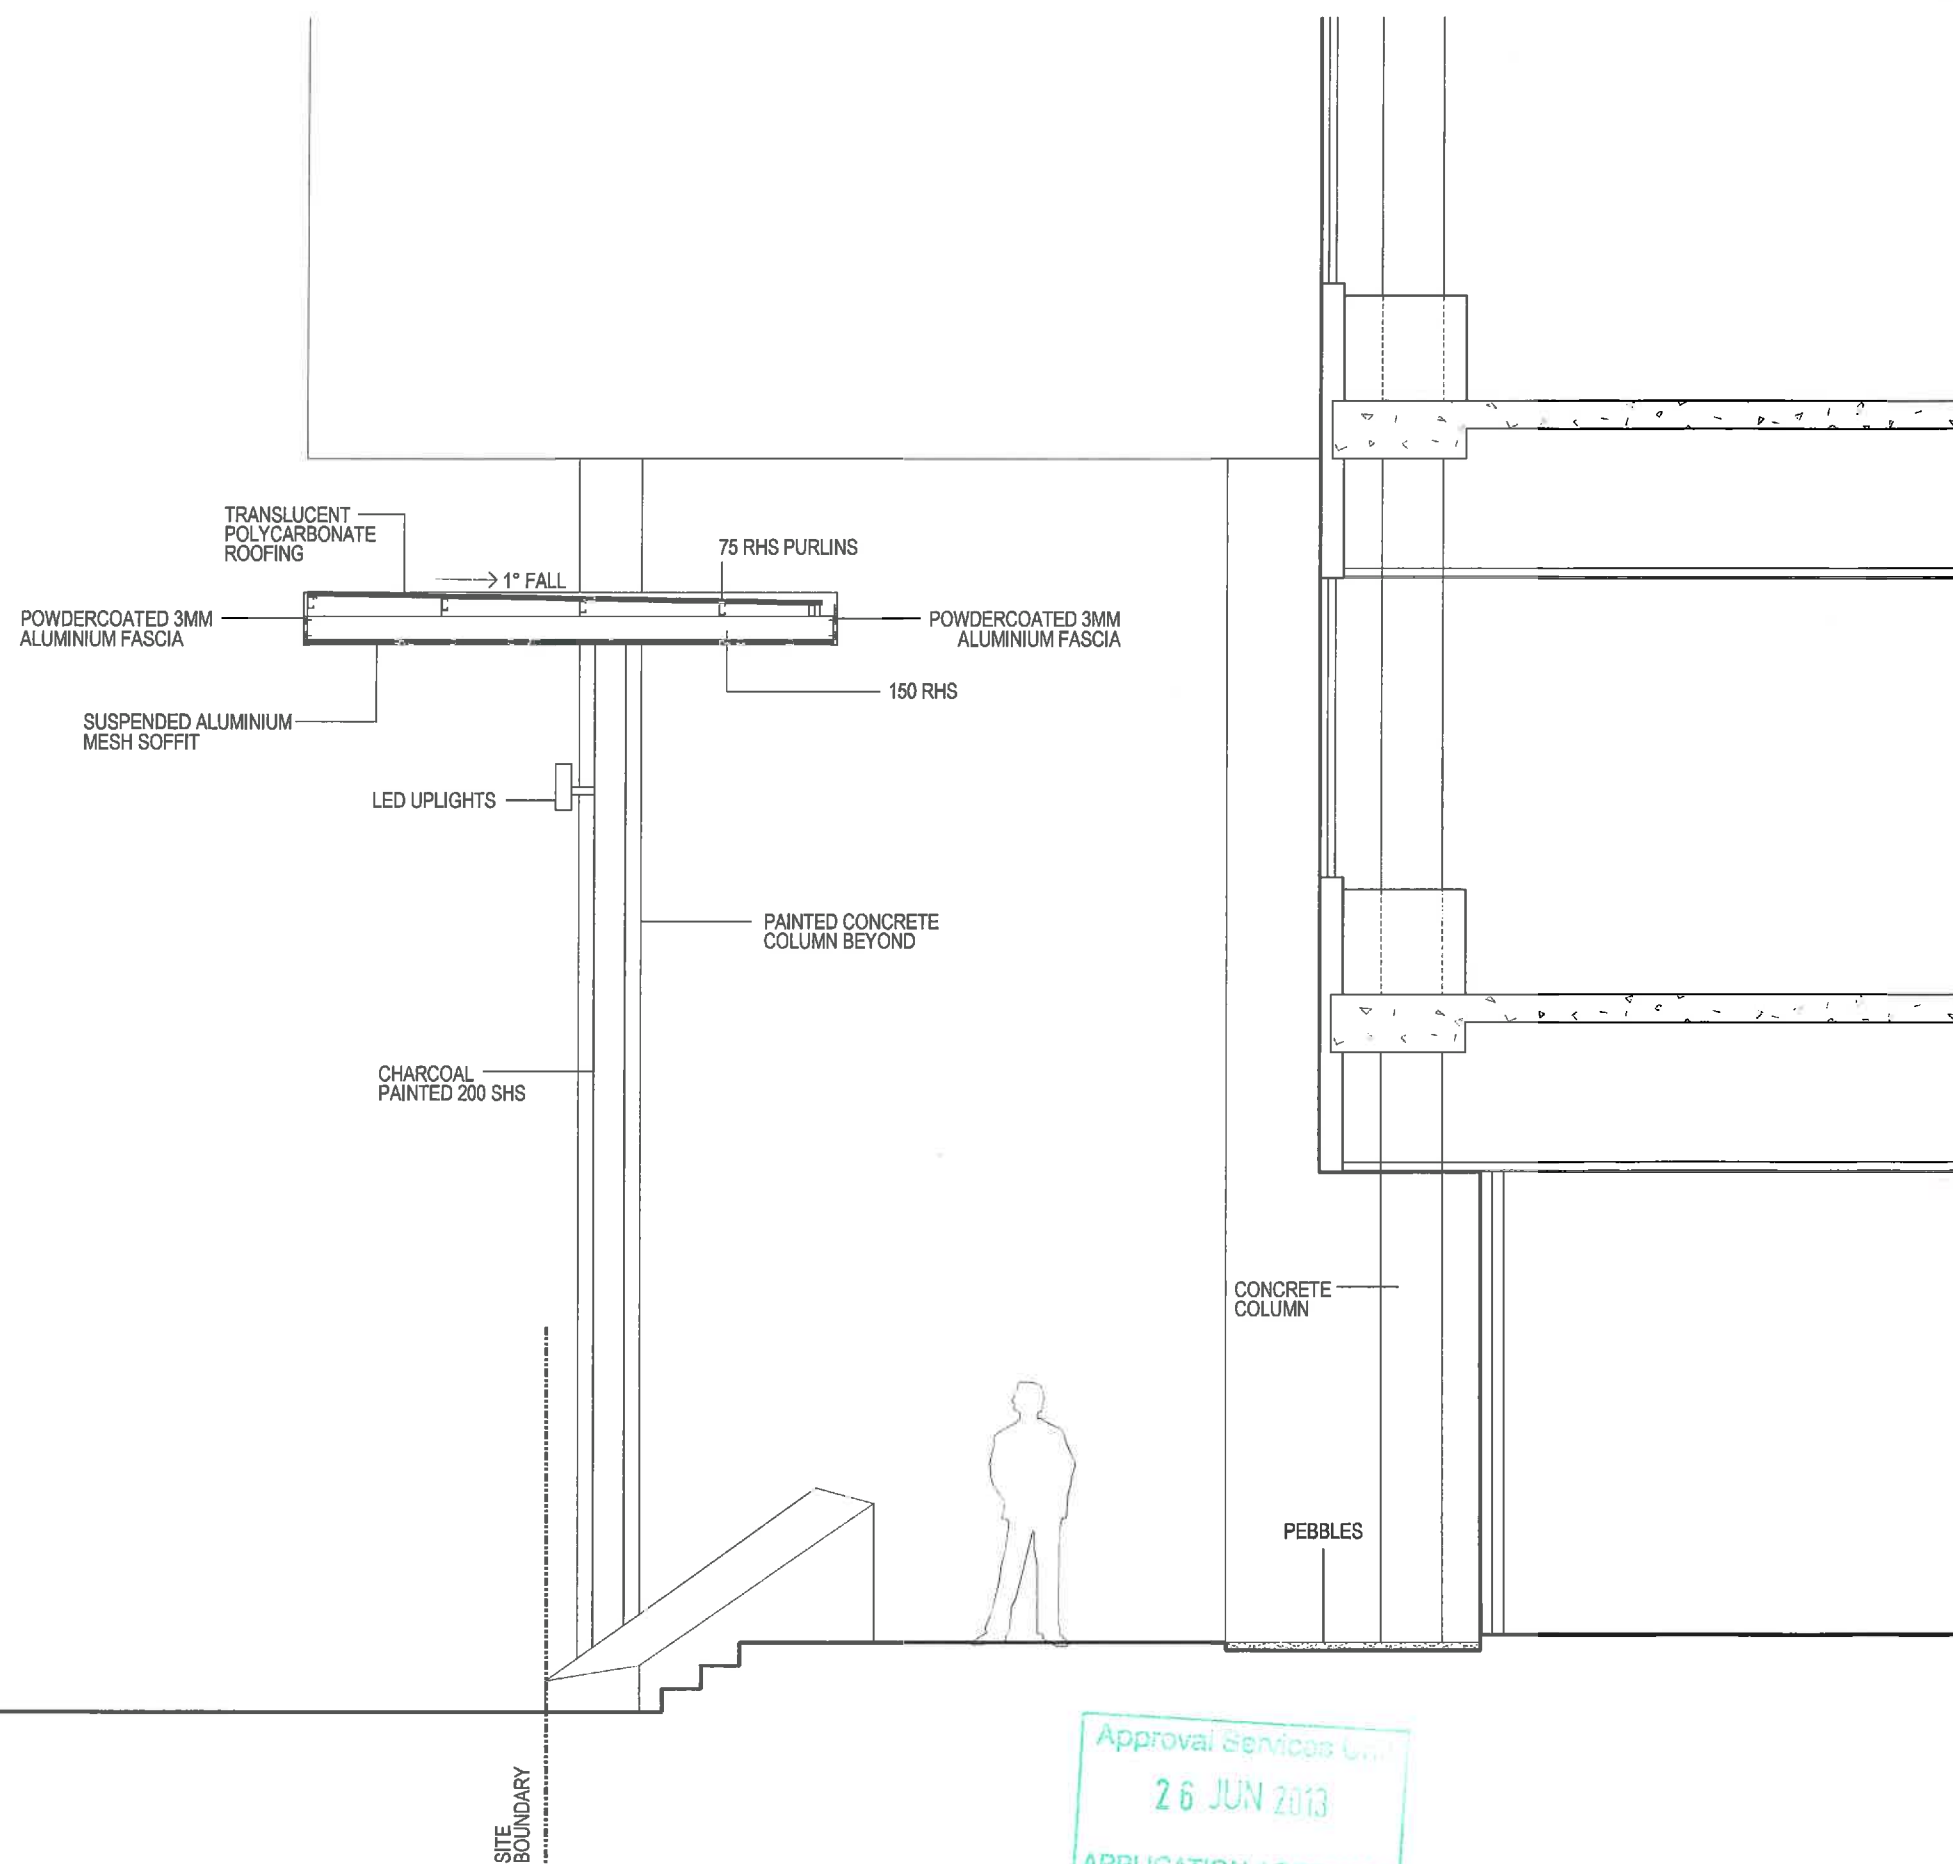 TRANSLUCENT
POLYCARBONATE
ROOFING
1° FALL
75 RHS PURLINS
POWDERCOATED 3MM
ALUMINIUM FASCIA
POWDERCOATED 3MM
ALUMINIUM FASCIA
150 RHS
SUSPENDED ALUMINIUM
MESH SOFFIT
LED UPLIGHTS
PAINTED CONCRETE
COLUMN BEYOND
CHARCOAL
PAINTED 200 SHS
CONCRETE
COLUMN
PEBBLES
SITE
BOUNDARY
Approval Services
26 JUN 2013
APPLICATION